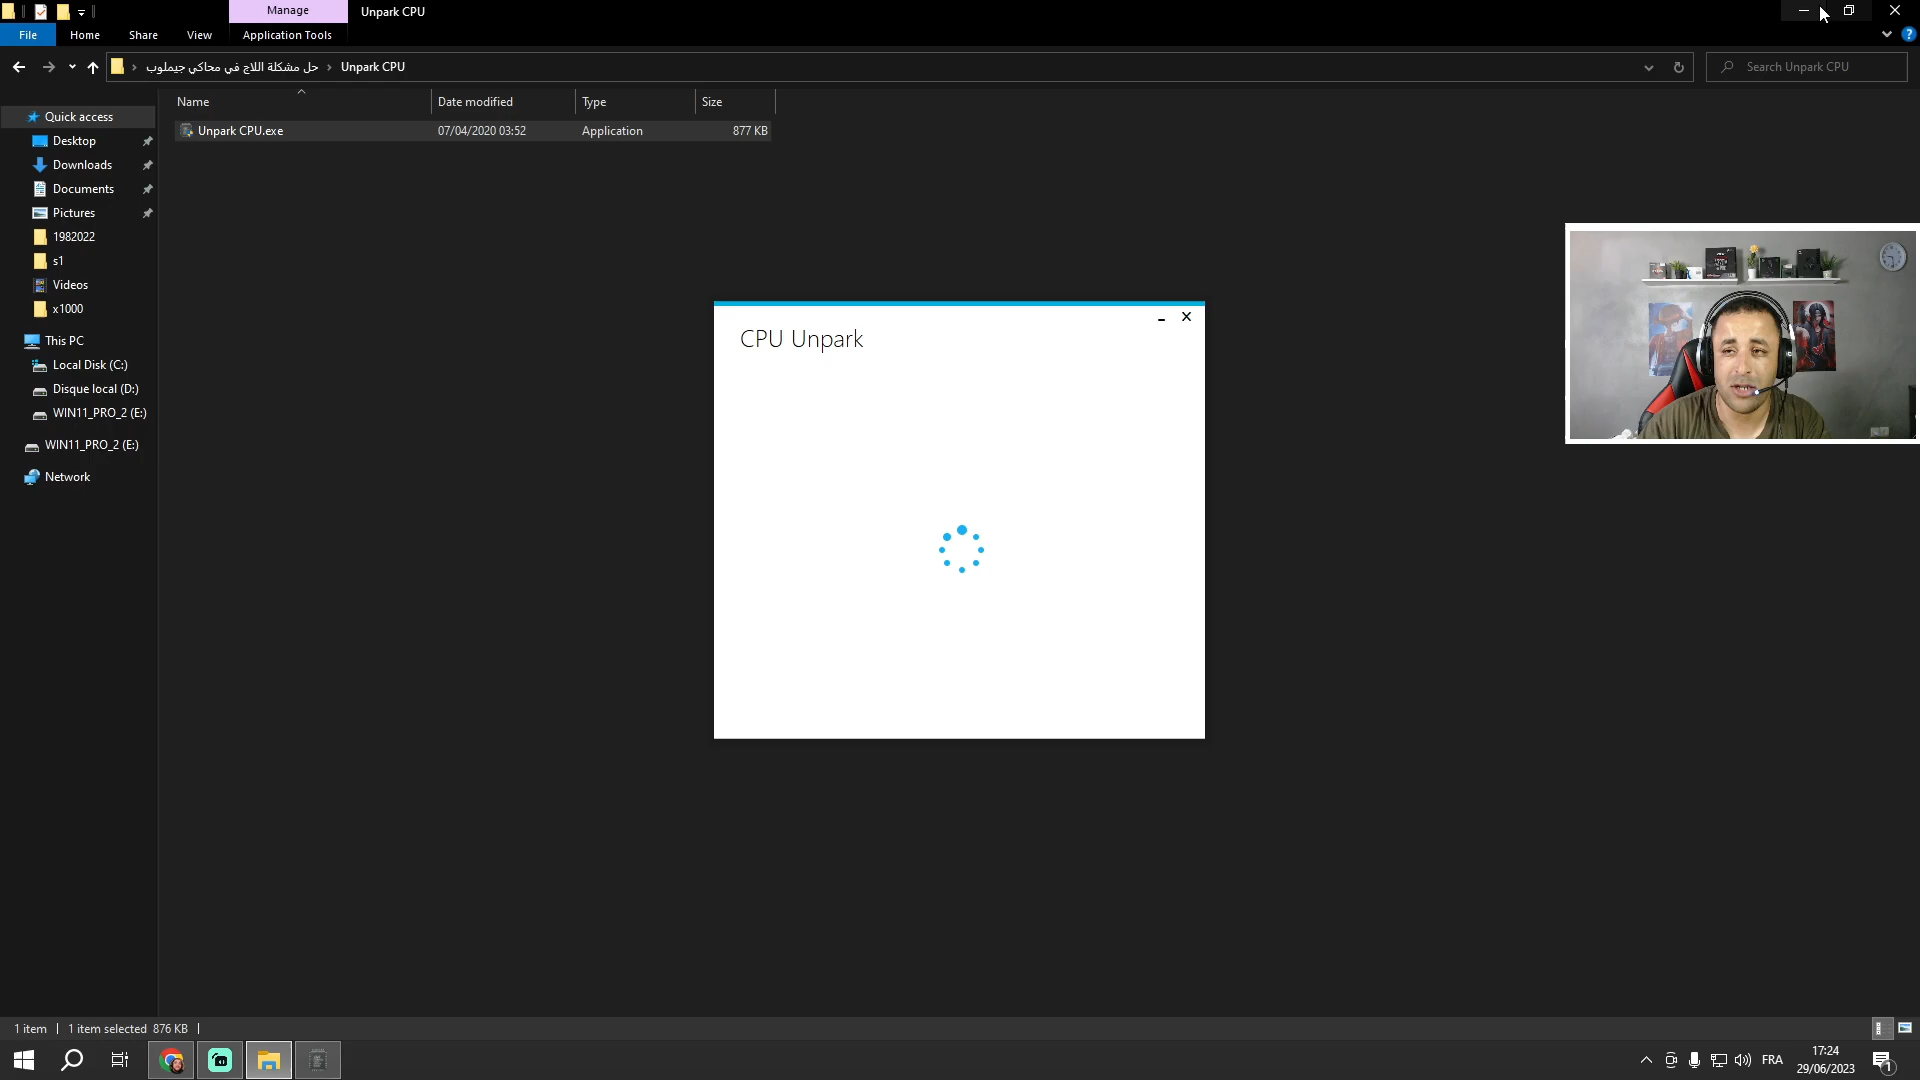 Manage
Unpark CPU
File
Home
Share
View
Application Tools
حل مشكلة اللاج في محاكي جيملوب
Unpark CPU
Search Unpark CPU
Name
Date modified
Type
Size
Unpark CPU.exe
07/04/2020 03:52
Application
877 KB
Quick access
Desktop
Downloads
Documents
Pictures
1982022
s1
Videos
x1000
This PC
Local Disk (C:)
Disque local (D:)
WIN11_PRO_2 (E:)
WIN11_PRO_2 (E:)
Network
CPU Unpark
1 item
1 item selected 876 KB
FRA
17:24
29/06/2023
1